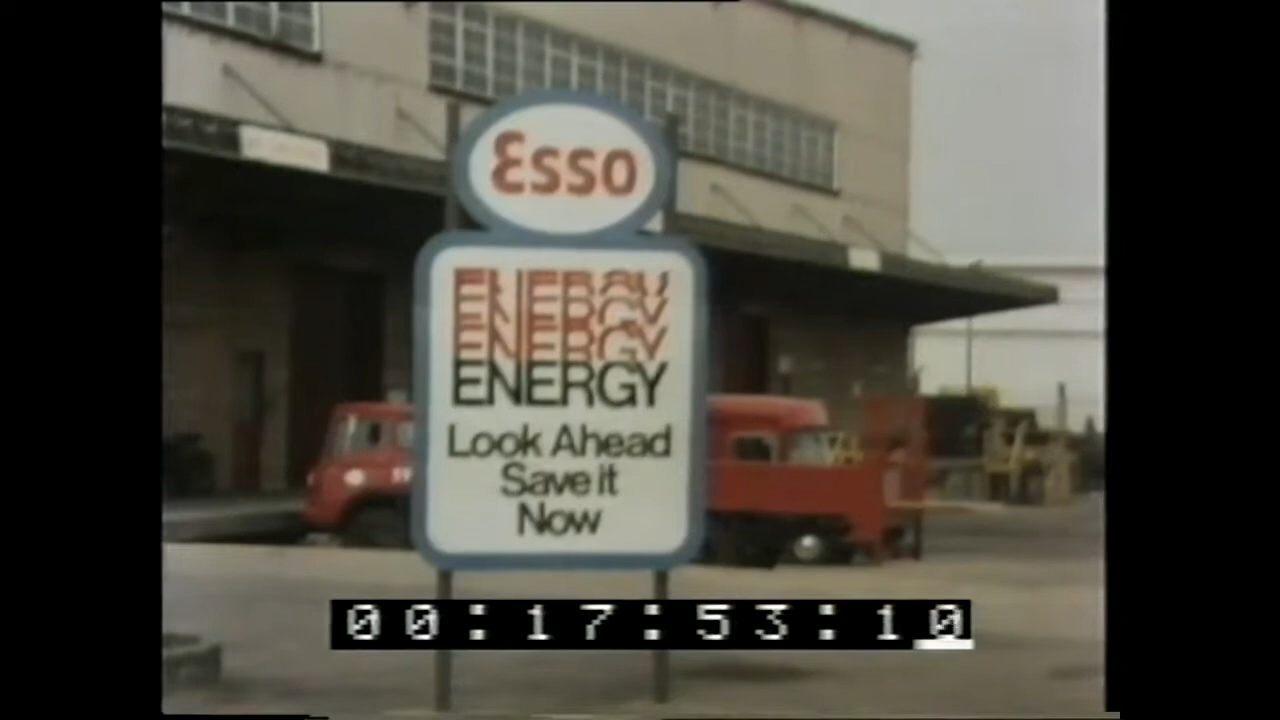 Esso
ENERGY
ENERGY
ENERGY
ENERGY
Look Ahead
Save it
Now
00:17:53:10